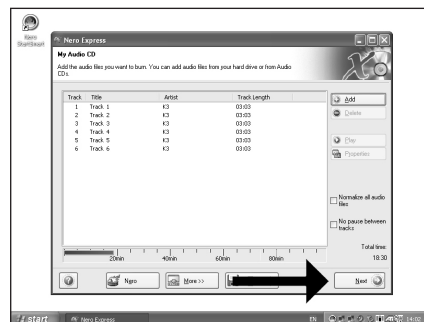 Nero
StartSmart
Nero Express
My Audio CD
Add the audio files you want to burn. You can add audio files from your hard drive or from Audio
CDs.
Track Title Artist Track Length
1 Track 1 K3 03:03
2 Track 2 K3 03:03
3 Track 3 K3 03:03
4 Track 4 K3 03:03
5 Track 5 K3 03:03
6 Track 6 K3 03:03
Add
Delete
Play
Properties
Normalize all audio
files
No pause between
tracks
Total time:
18:30
20min 40min 60min 80min
Nero
More >>
Next
start
Nero Express
EN
14:02